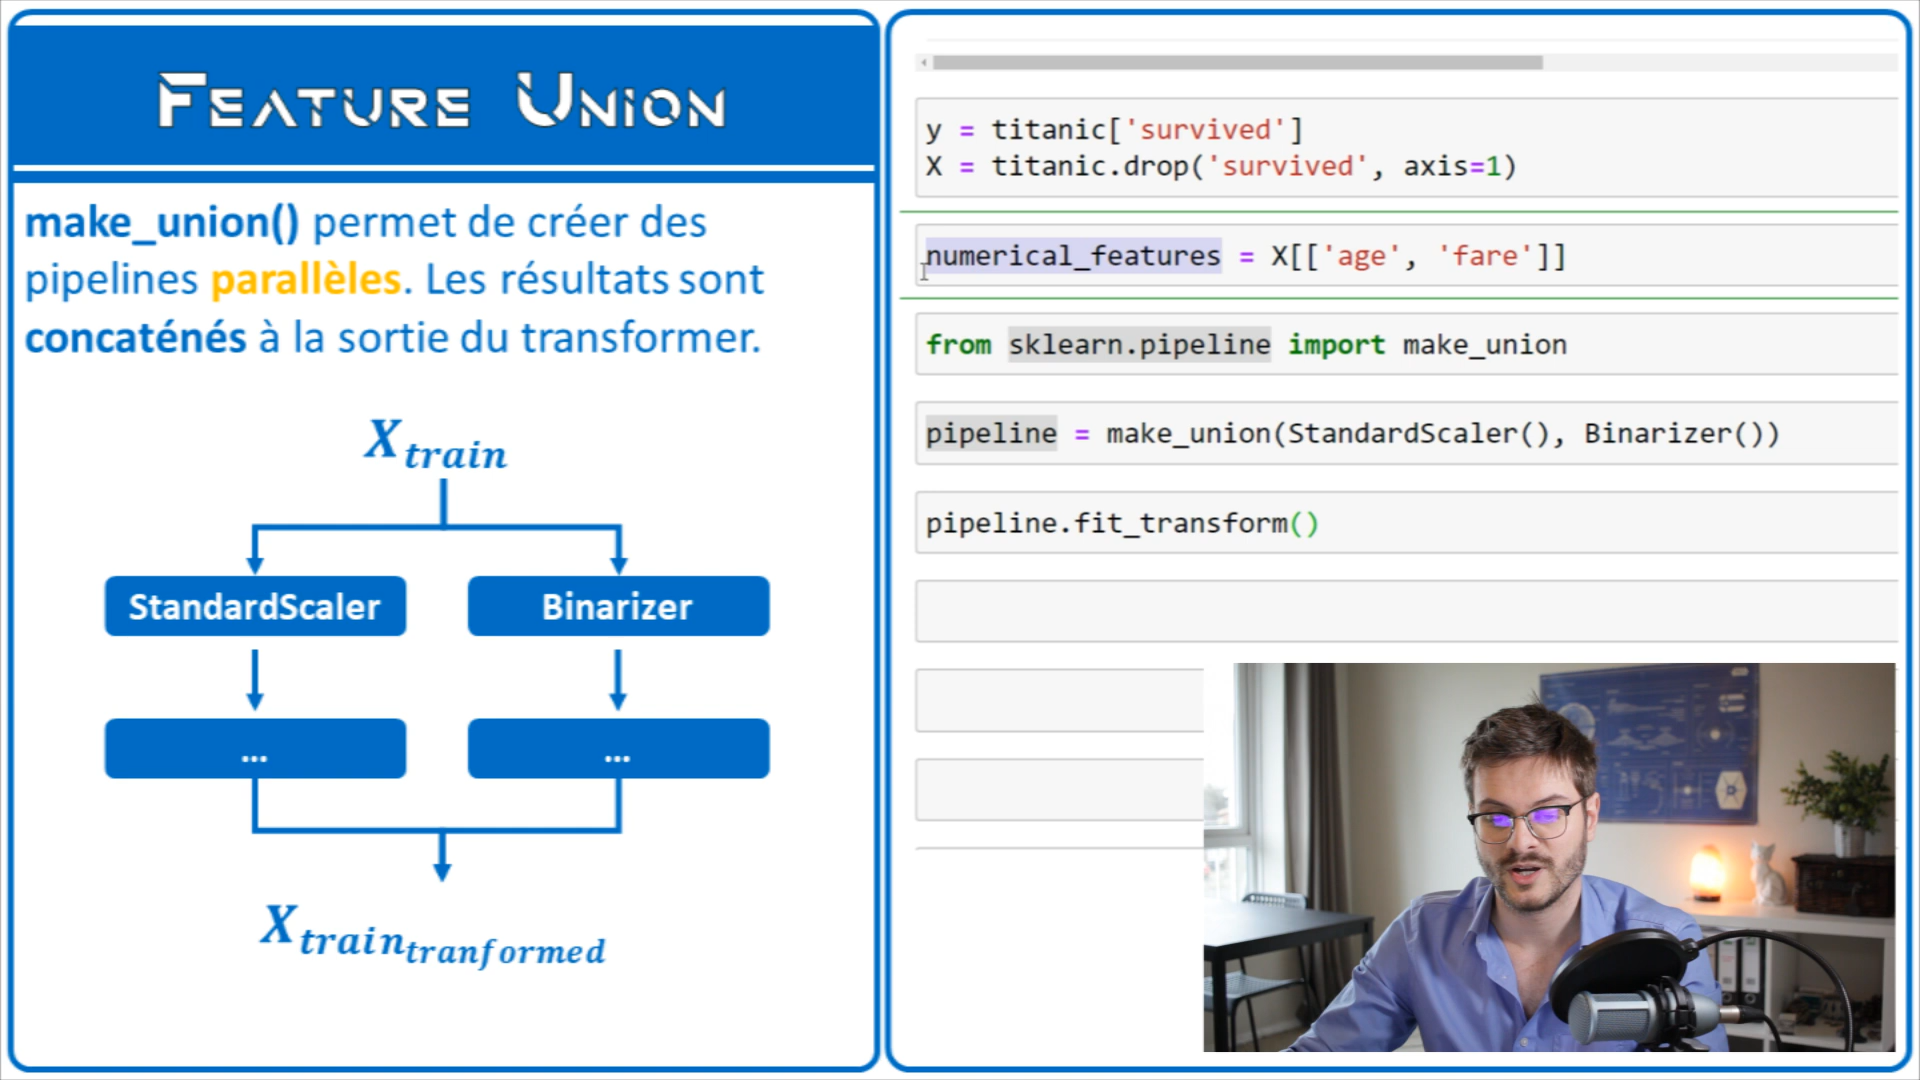 FEATURE UNION
make_union() permet de créer des
pipelines parallèles. Les résultats sont
concaténés à la sortie du transformer.
X train
StandardScaler
Binarizer
...
...
X train tranformed
y = titanic['survived']
X = titanic.drop('survived', axis=1)
numerical_features = X[['age', 'fare']]
from sklearn.pipeline import make_union
pipeline = make_union(StandardScaler(), Binarizer())
pipeline.fit_transform()